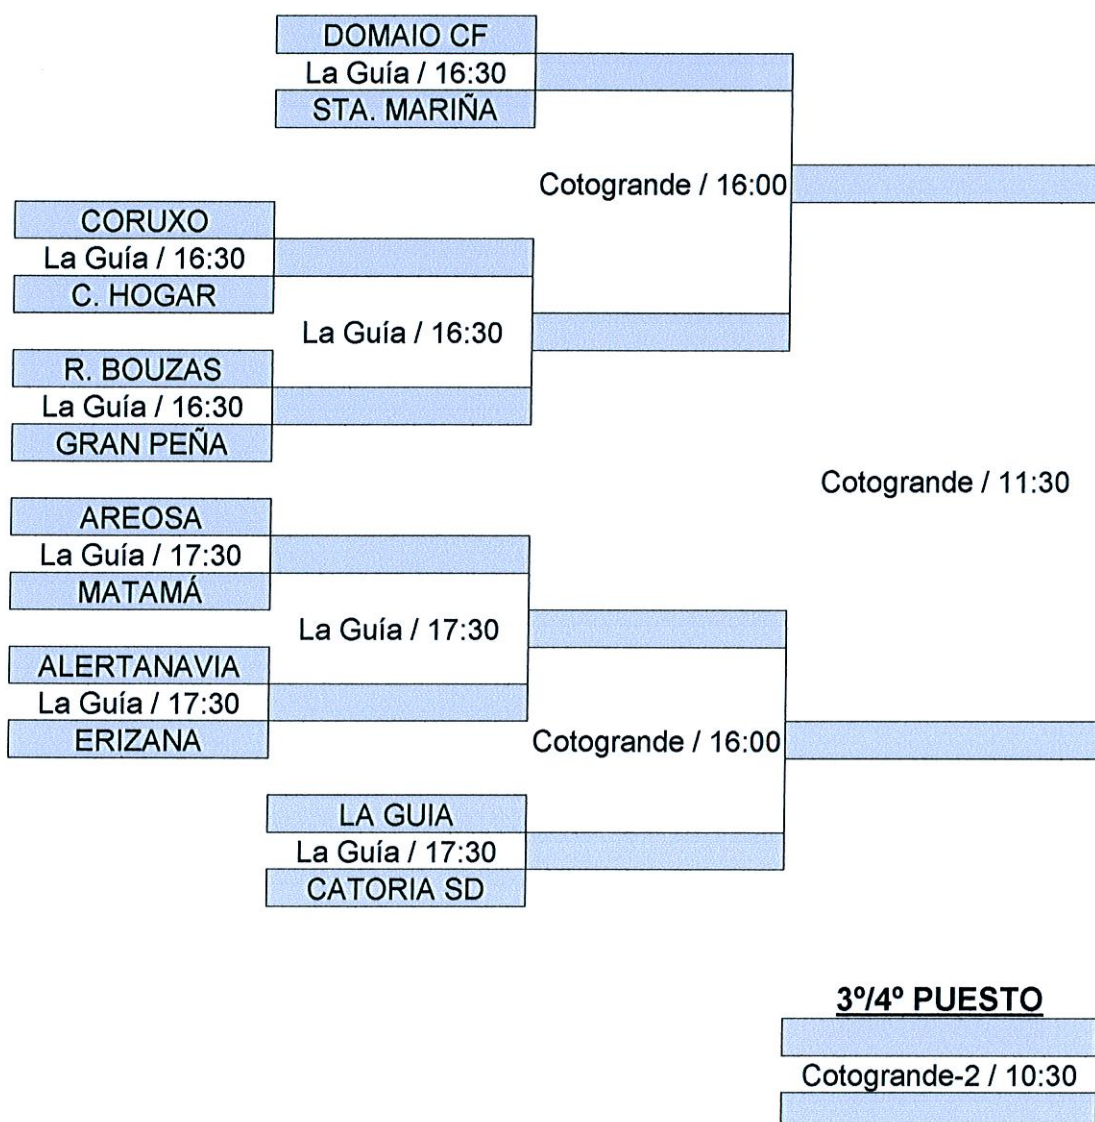 DOMAIO CF
La Guía / 16:30
STA. MARIÑA
Cotogrande / 16:00
CORUXO
La Guía / 16:30
C. HOGAR
La Guía / 16:30
R. BOUZAS
La Guía / 16:30
GRAN PEÑA
Cotogrande / 11:30
AREOSA
La Guía / 17:30
MATAMÁ
La Guía / 17:30
ALERTANAVIA
La Guía / 17:30
ERIZANA
Cotogrande / 16:00
LA GUIA
La Guía / 17:30
CATORIA SD
3º/4º PUESTO
Cotogrande-2 / 10:30